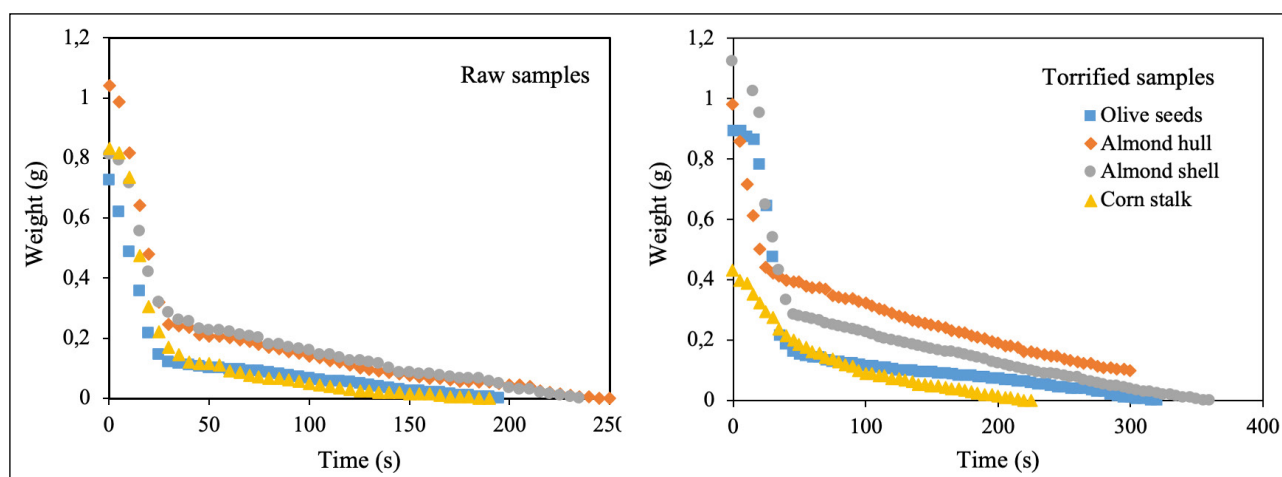 1,2
1
0,8
0,6
0,4
0,2
0
Weight (g)
0
50
100
150
200
250
Time (s)
Raw samples
1,2
1
0,8
0,6
0,4
0,2
0
Weight (g)
0
100
200
300
400
Time (s)
Torrified samples
Olive seeds
Almond hull
Almond shell
Corn stalk